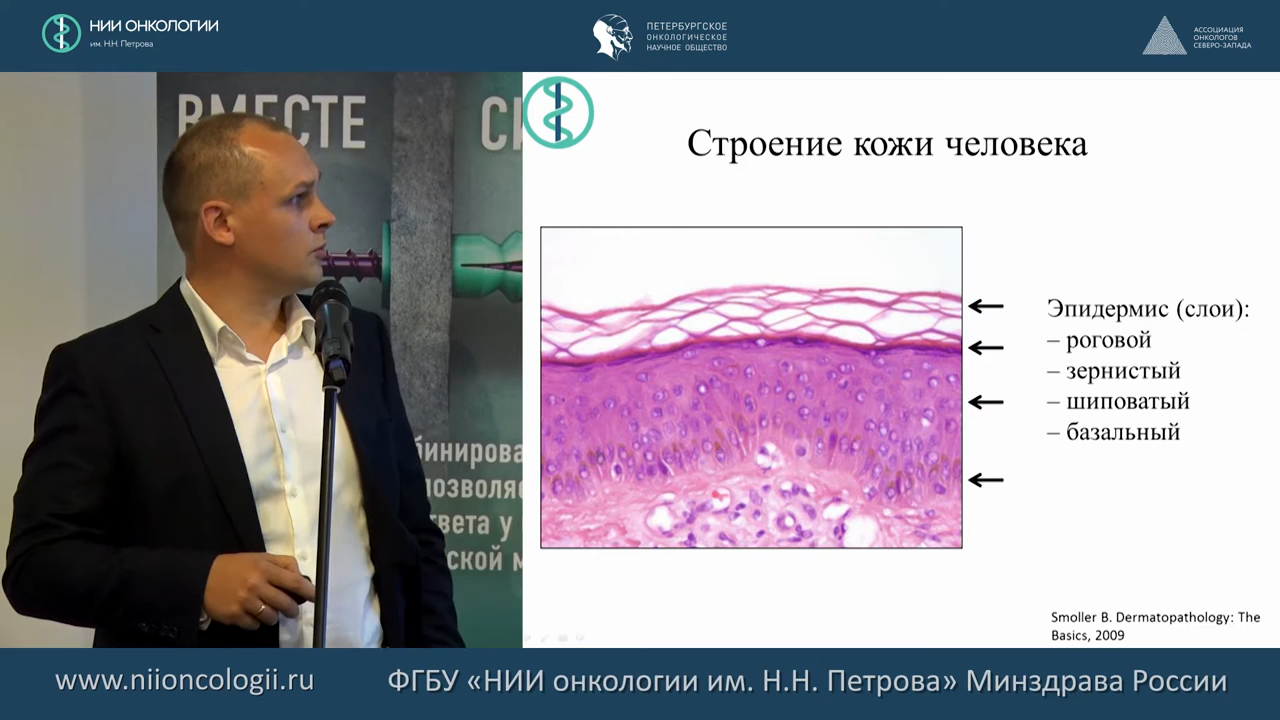 НИИ ОНКОЛОГИИ
им. Н.Н. Петрова
ПЕТЕРБУРГСКОЕ
ОНКОЛОГИЧЕСКОЕ
НАУЧНОЕ ОБЩЕСТВО
АССОЦИАЦИЯ
ОНКОЛОГОВ
СЕВЕРО-ЗАПАДА
ВМЕСТЕ
Строение кожи человека
Эпидермис (слои):
– роговой
– зернистый
– шиповатый
– базальный
Smoller B. Dermatopathology: The
Basics, 2009
www.niioncologii.ru
ФГБУ «НИИ онкологии им. Н.Н. Петрова» Минздрава России